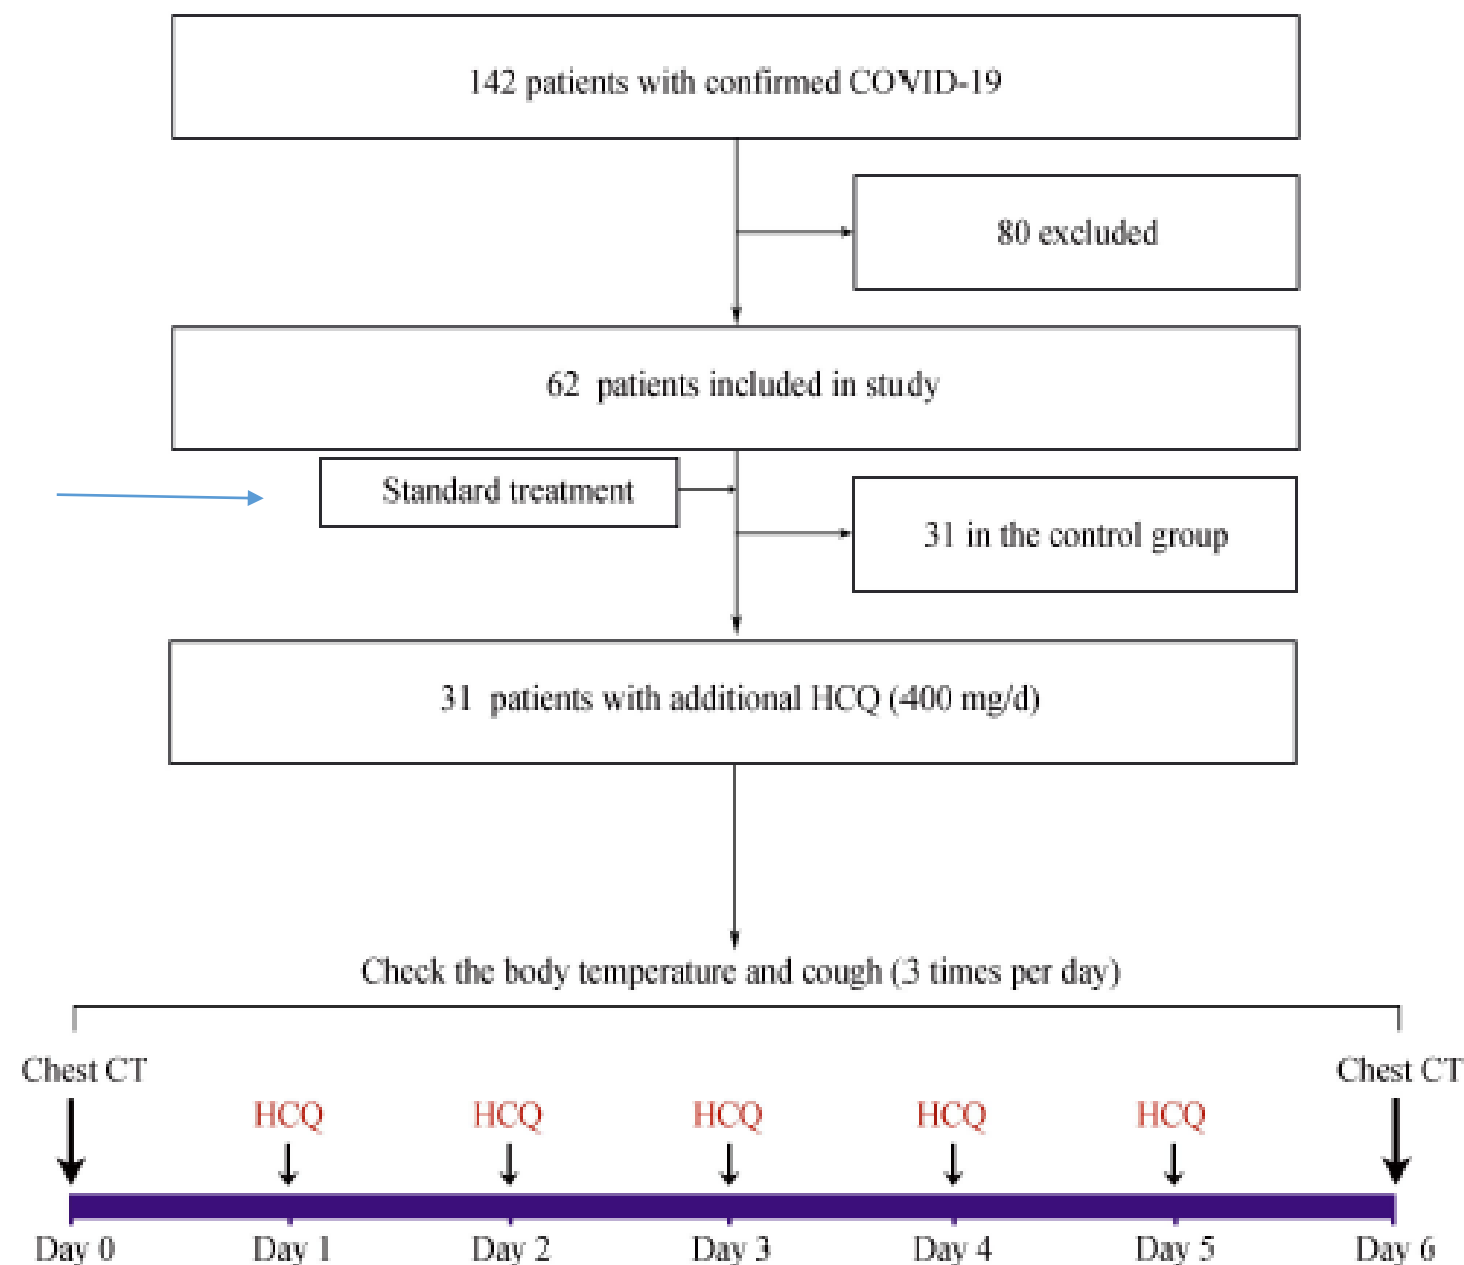 142 patients with confirmed COVID-19
80 excluded
62 patients included in study
Standard treatment
31 in the control group
31 patients with additional HCQ (400 mg/d)
Check the body temperature and cough (3 times per day)
Chest CT
Chest CT
HCQ HCQ HCQ HCQ HCQ
Day 0 Day 1 Day 2 Day 3 Day 4 Day 5 Day 6